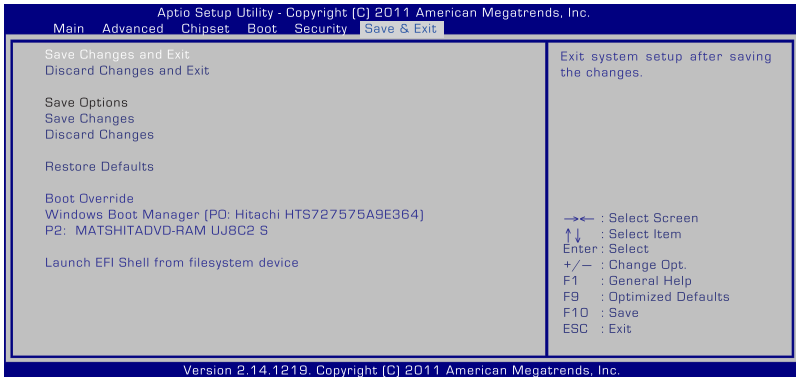 Aptio Setup Utility - Copyright (C) 2011 American Megatrends, Inc.
Main Advanced Chipset Boot Security Save & Exit
Save Changes and Exit
Discard Changes and Exit
Save Options
Save Changes
Discard Changes
Restore Defaults
Boot Override
Windows Boot Manager (P0: Hitachi HTS727575A9E364)
P2: MATSHITADVD-RAM UJ8C2 S
Launch EFI Shell from filesystem device
Exit system setup after saving
the changes.
→← : Select Screen
↑↓ : Select Item
Enter : Select
+/— : Change Opt.
F1 : General Help
F9 : Optimized Defaults
F10 : Save
ESC : Exit
Version 2.14.1219. Copyright (C) 2011 American Megatrends, Inc.